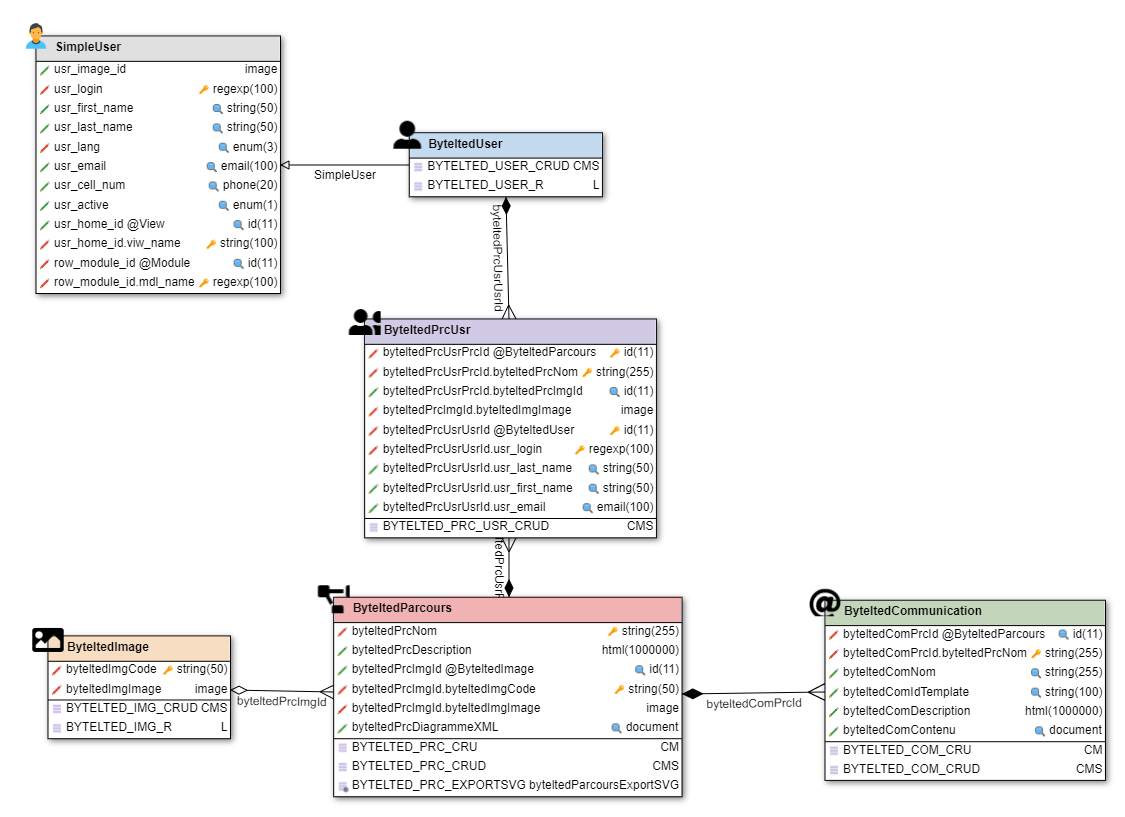 SimpleUser
usr_image_id image
usr_login regexp(100)
usr_first_name string(50)
usr_last_name string(50)
usr_lang enum(3)
usr_email email(100)
usr_cell_num phone(20)
usr_active enum(1)
usr_home_id @View id(11)
usr_home_id.viw_name string(100)
row_module_id @Module id(11)
row_module_id.mdl_name regexp(100)
SimpleUser
ByteltedUser
BYTELTED_USER_CRUD CMS
BYTELTED_USER_R L
byteltedPrcUsrUsrId
ByteltedPrcUsr
byteltedPrcUsrPrcId @ByteltedParcours id(11)
byteltedPrcUsrPrcId.byteltedPrcNom string(255)
byteltedPrcUsrPrcId.byteltedPrcImgId id(11)
byteltedPrcImgId.byteltedImgImage image
byteltedPrcUsrUsrId @ByteltedUser id(11)
byteltedPrcUsrUsrId.usr_login regexp(100)
byteltedPrcUsrUsrId.usr_last_name string(50)
byteltedPrcUsrUsrId.usr_first_name string(50)
byteltedPrcUsrUsrId.usr_email email(100)
BYTELTED_PRC_USR_CRUD CMS
ByteltedImage
byteltedImgCode string(50)
byteltedImgImage image
BYTELTED_IMG_CRUD CMS
BYTELTED_IMG_R L
byteltedPrcImgId
ByteltedParcours
byteltedPrcNom string(255)
byteltedPrcDescription html(1000000)
byteltedPrcImgId @ByteltedImage id(11)
byteltedPrcImgId.byteltedImgCode string(50)
byteltedPrcImgId.byteltedImgImage image
byteltedPrcDiagrammeXML document
BYTELTED_PRC_CRU CM
BYTELTED_PRC_CRUD CMS
BYTELTED_PRC_EXPORTSVG byteltedParcoursExportSVG
byteltedComPrcId
ByteltedCommunication
byteltedComPrcId @ByteltedParcours id(11)
byteltedComPrcId.byteltedPrcNom string(255)
byteltedComNom string(255)
byteltedComIdTemplate string(100)
byteltedComDescription html(1000000)
byteltedComContenu document
BYTELTED_COM_CRU CM
BYTELTED_COM_CRUD CMS